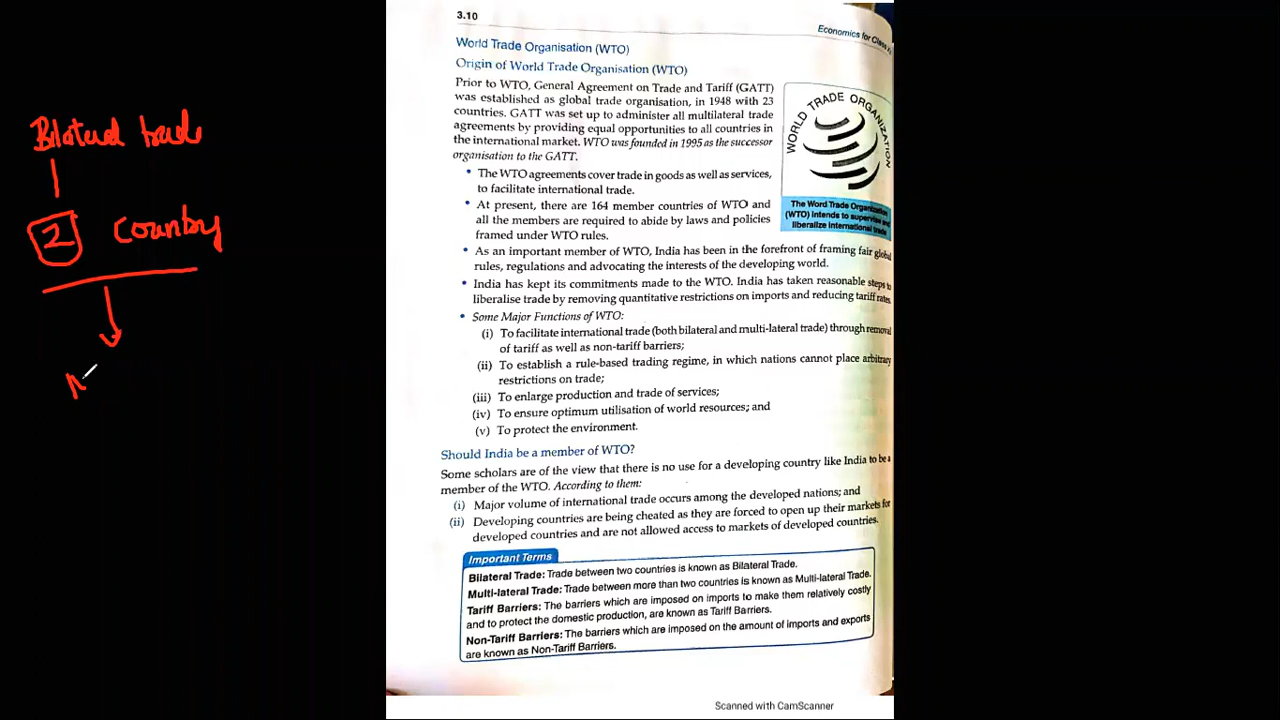 Bilateral trade
2 Country
3.10
Economics for Class
World Trade Organisation (WTO)
Origin of World Trade Organisation (WTO)
Prior to WTO, General Agreement on Trade and Tariff (GATT)
was established as global trade organisation, in 1948 with 23
countries. GATT was set up to administer all multilateral trade
agreements by providing equal opportunities to all countries in
the international market. WTO was founded in 1995 as the successor
organisation to the GATT.
• The WTO agreements cover trade in goods as well as services,
to facilitate international trade.
• At present, there are 164 member countries of WTO and
all the members are required to abide by laws and policies
framed under WTO rules.
WORLD TRADE ORGANIZATION
The Word Trade Organization
(WTO) intends to supervise and
liberalize international trade
• As an important member of WTO, India has been in the forefront of framing fair global
rules, regulations and advocating the interests of the developing world.
• India has kept its commitments made to the WTO. India has taken reasonable steps to
liberalise trade by removing quantitative restrictions on imports and reducing tariff rates.
• Some Major Functions of WTO:
(i) To facilitate international trade (both bilateral and multi-lateral trade) through removal
of tariff as well as non-tariff barriers;
(ii) To establish a rule-based trading regime, in which nations cannot place arbitrary
restrictions on trade;
(iii) To enlarge production and trade of services;
(iv) To ensure optimum utilisation of world resources; and
(v) To protect the environment.
Should India be a member of WTO?
Some scholars are of the view that there is no use for a developing country like India to be a
member of the WTO. According to them:
(i) Major volume of international trade occurs among the developed nations; and
(ii) Developing countries are being cheated as they are forced to open up their markets for
developed countries and are not allowed access to markets of developed countries.
Important Terms
Bilateral Trade: Trade between two countries is known as Bilateral Trade.
Multi-lateral Trade: Trade between more than two countries is known as Multi-lateral Trade.
Tariff Barriers: The barriers which are imposed on imports to make them relatively costly
and to protect the domestic production, are known as Tariff Barriers.
Non-Tariff Barriers: The barriers which are imposed on the amount of imports and exports
are known as Non-Tariff Barriers.
Scanned with CamScanner